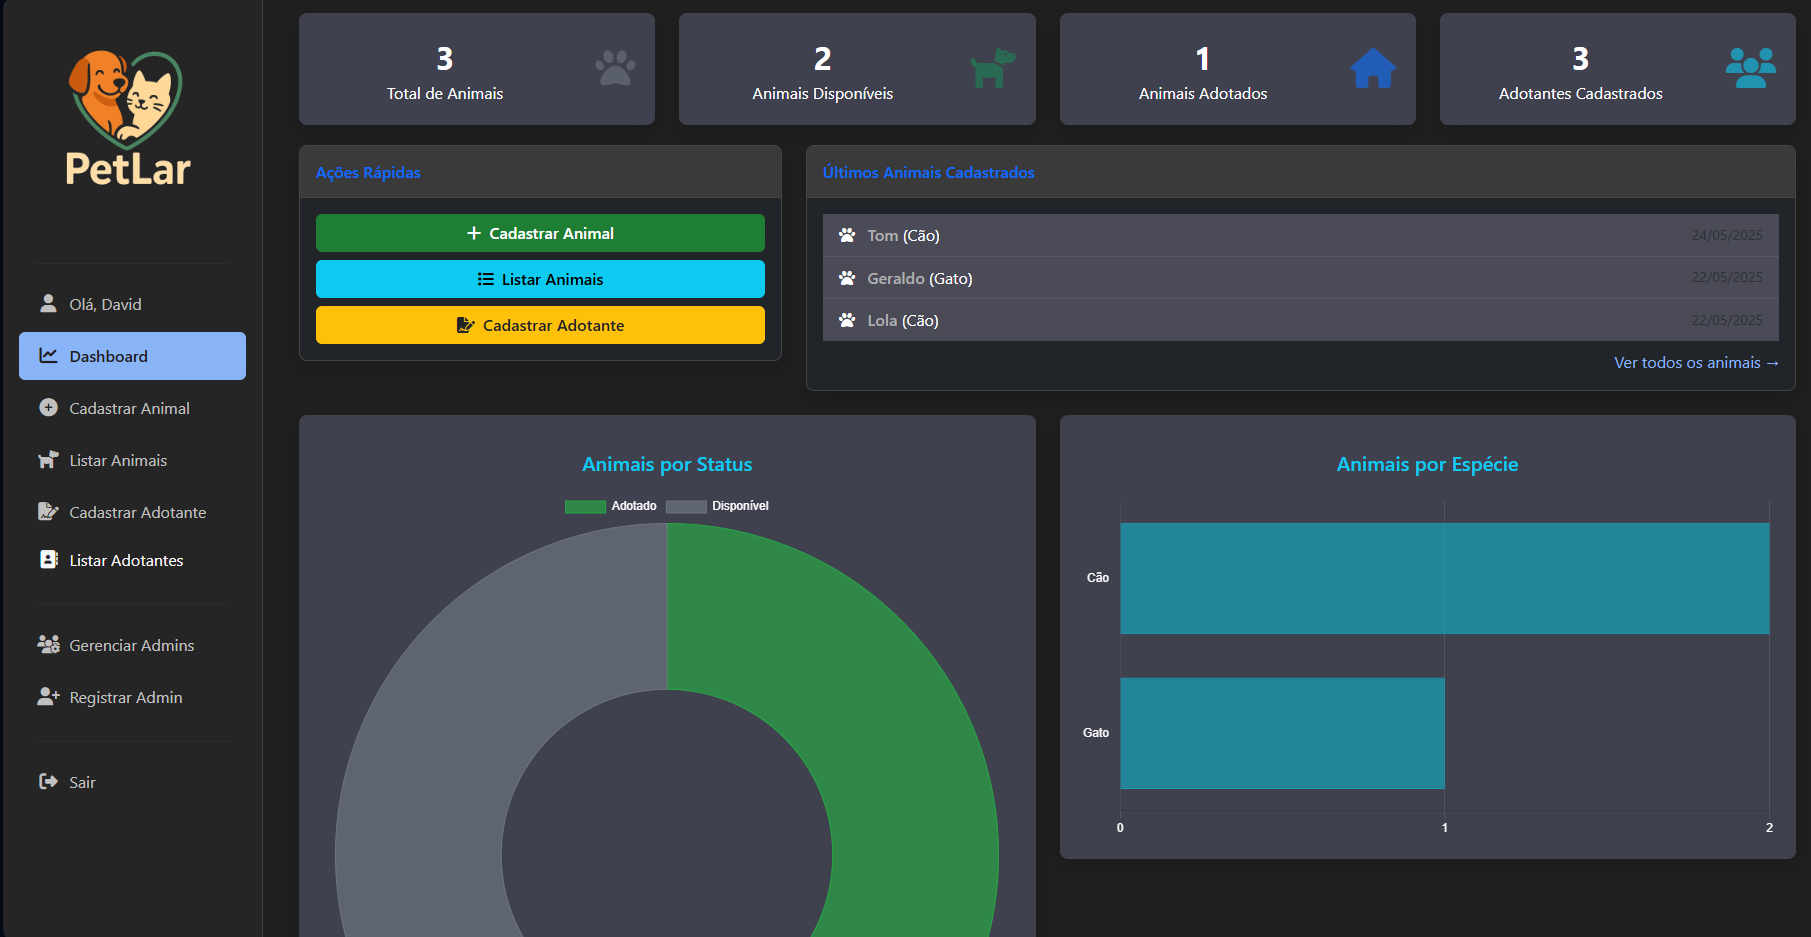 PetLar
Olá, David
Dashboard
Cadastrar Animal
Listar Animais
Cadastrar Adotante
Listar Adotantes
Gerenciar Admins
Registrar Admin
Sair
3
Total de Animais
2
Animais Disponíveis
1
Animais Adotados
3
Adotantes Cadastrados
Ações Rápidas
Cadastrar Animal
Listar Animais
Cadastrar Adotante
Últimos Animais Cadastrados
Tom (Cão) 24/05/2025
Geraldo (Gato) 22/05/2025
Lola (Cão) 22/05/2025
Ver todos os animais →
Animais por Status
Adotado Disponível
Animais por Espécie
Cão
Gato
0 1 2